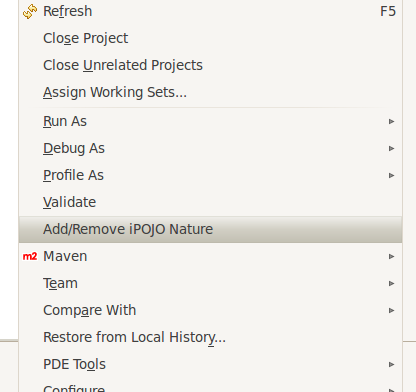 Refresh F5
Close Project
Close Unrelated Projects
Assign Working Sets...
Run As
Debug As
Profile As
Validate
Add/Remove iPOJO Nature
m2 Maven
Team
Compare With
Restore from Local History...
PDE Tools
Configure